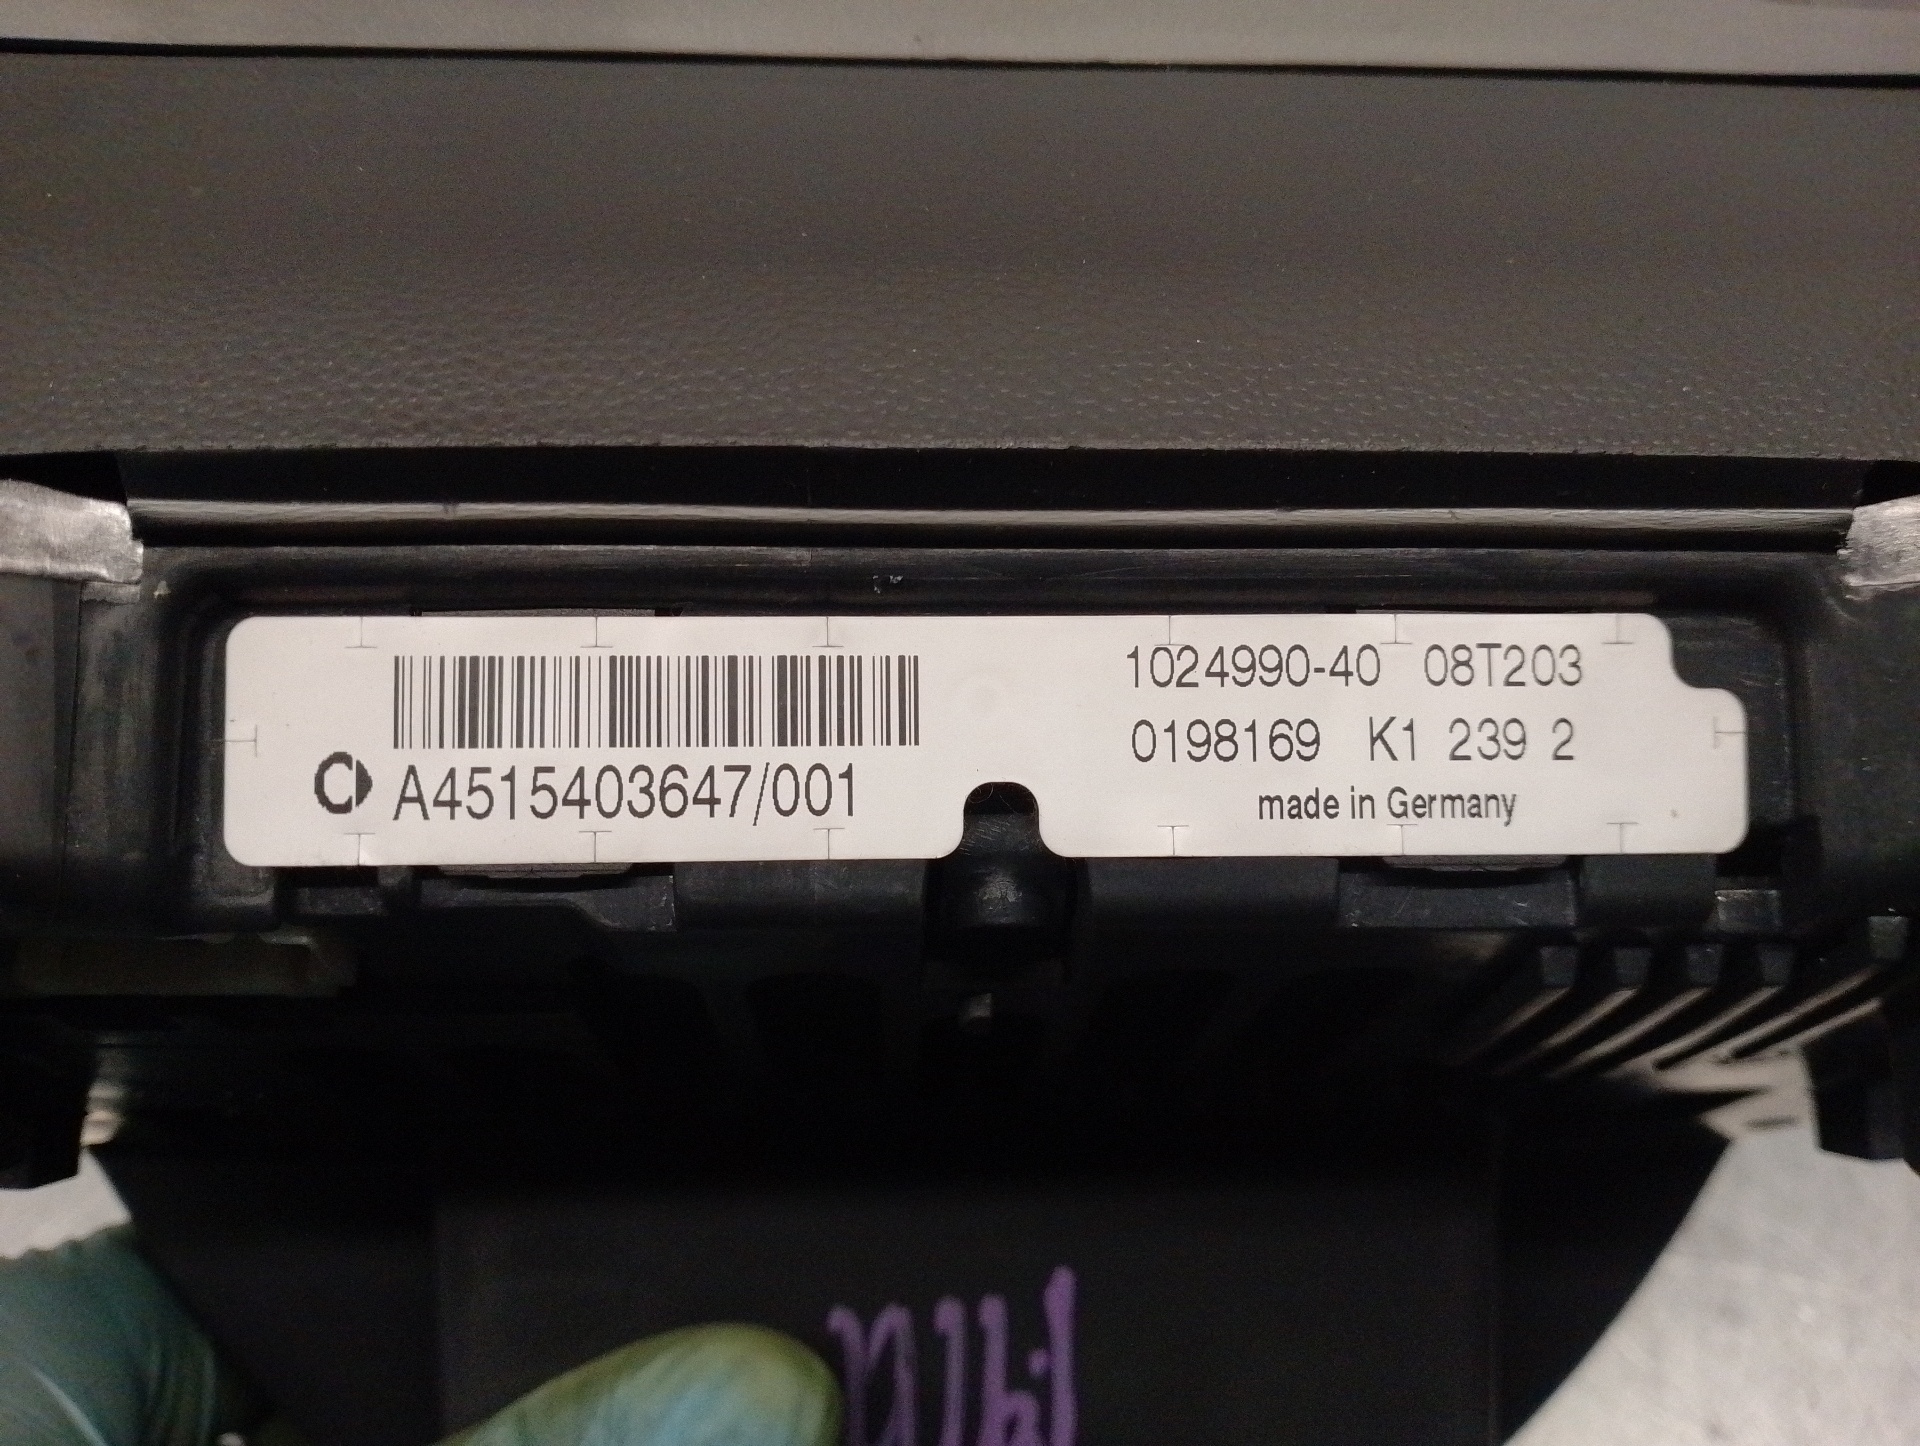 A4515403647/001
1024990-40 08T203
0198169 K1 239 2
made in Germany